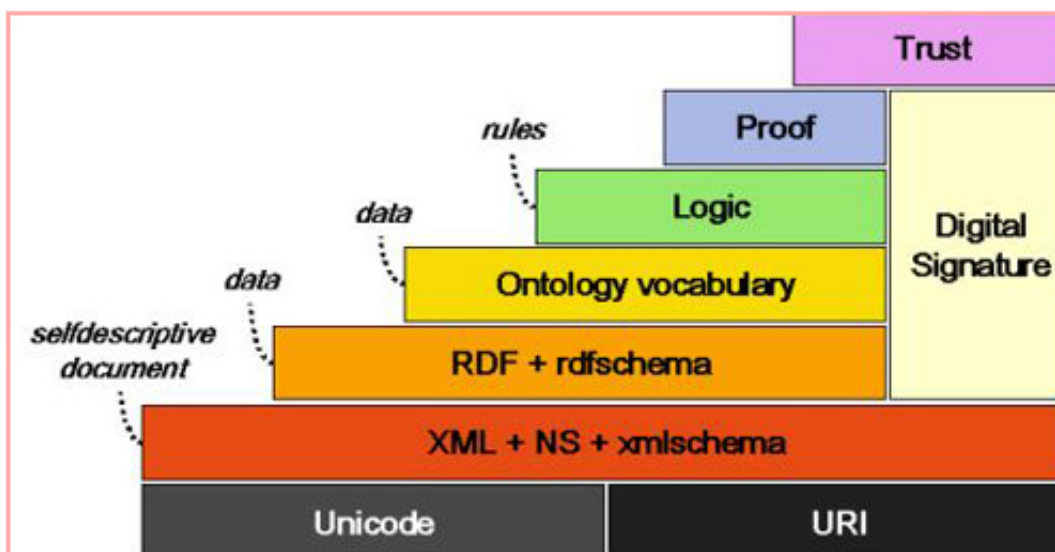 Trust
Proof
rules
Logic
data
Digital
Signature
Ontology vocabulary
data
selfdescriptive
document
RDF + rdfschema
XML + NS + xmlschema
Unicode
URI